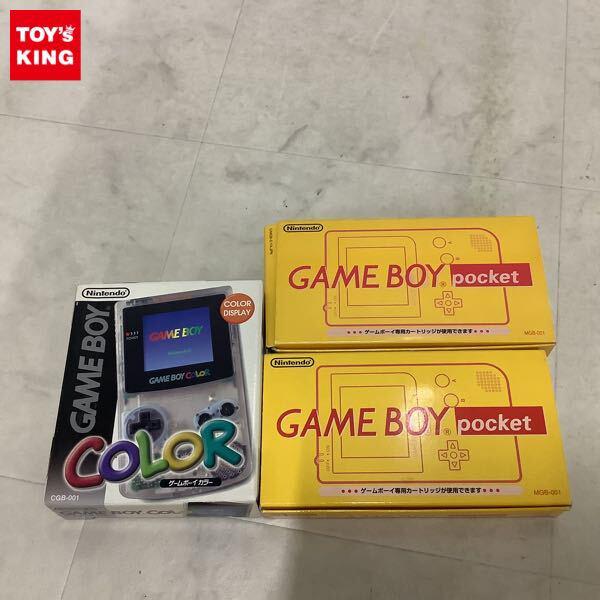 TOY's
KING
Nintendo
GAME BOY
COLOR
DISPLAY
GAME BOY
GAME BOY COLOR
COLOR
ゲームボーイカラー
CGB-001
GAME BOY COLOR
Nintendo
GAME BOY pocket
ゲームボーイ専用カートリッジが使用できます
MGB-001
Nintendo
GAME BOY pocket
ゲームボーイ専用カートリッジが使用できます
MGB-001